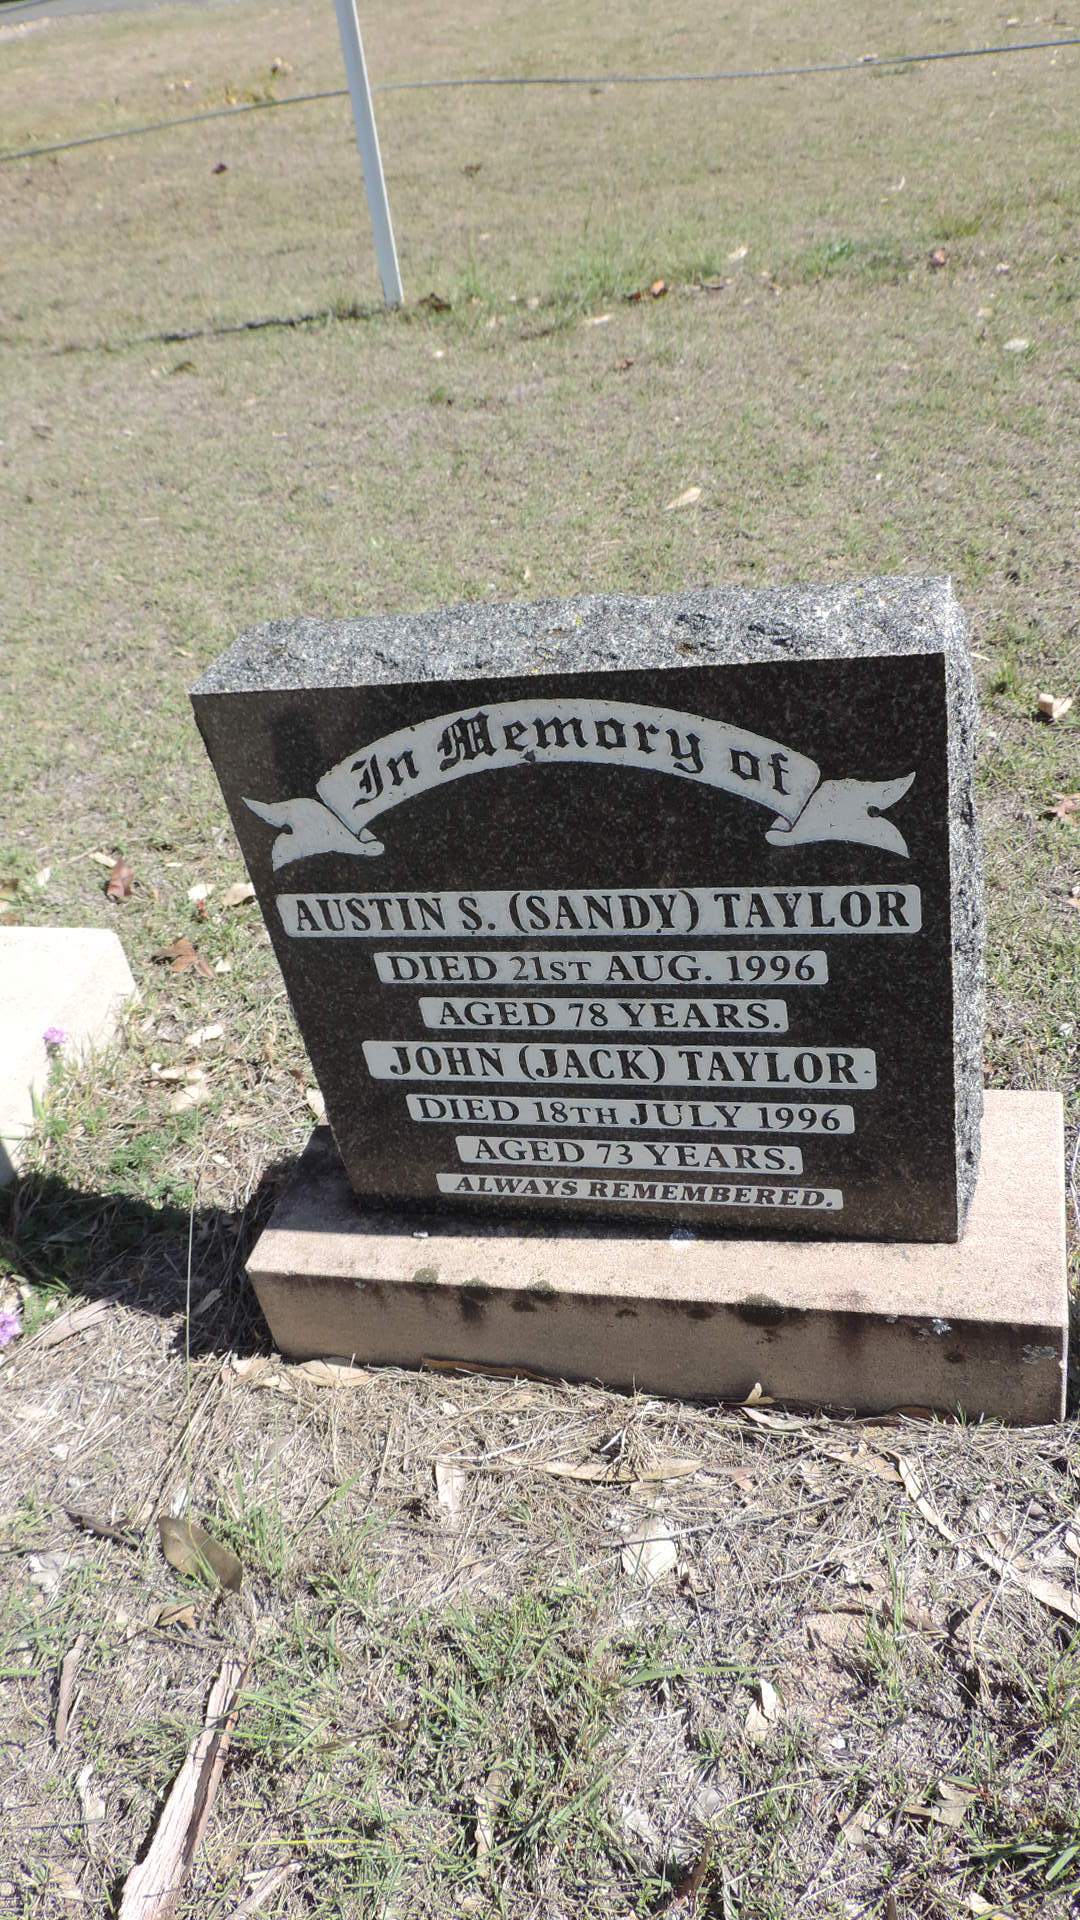 In Memory of
AUSTIN S. (SANDY) TAYLOR
DIED 21ST AUG. 1996
AGED 78 YEARS.
JOHN (JACK) TAYLOR
DIED 18TH JULY 1996
AGED 73 YEARS.
ALWAYS REMEMBERED.